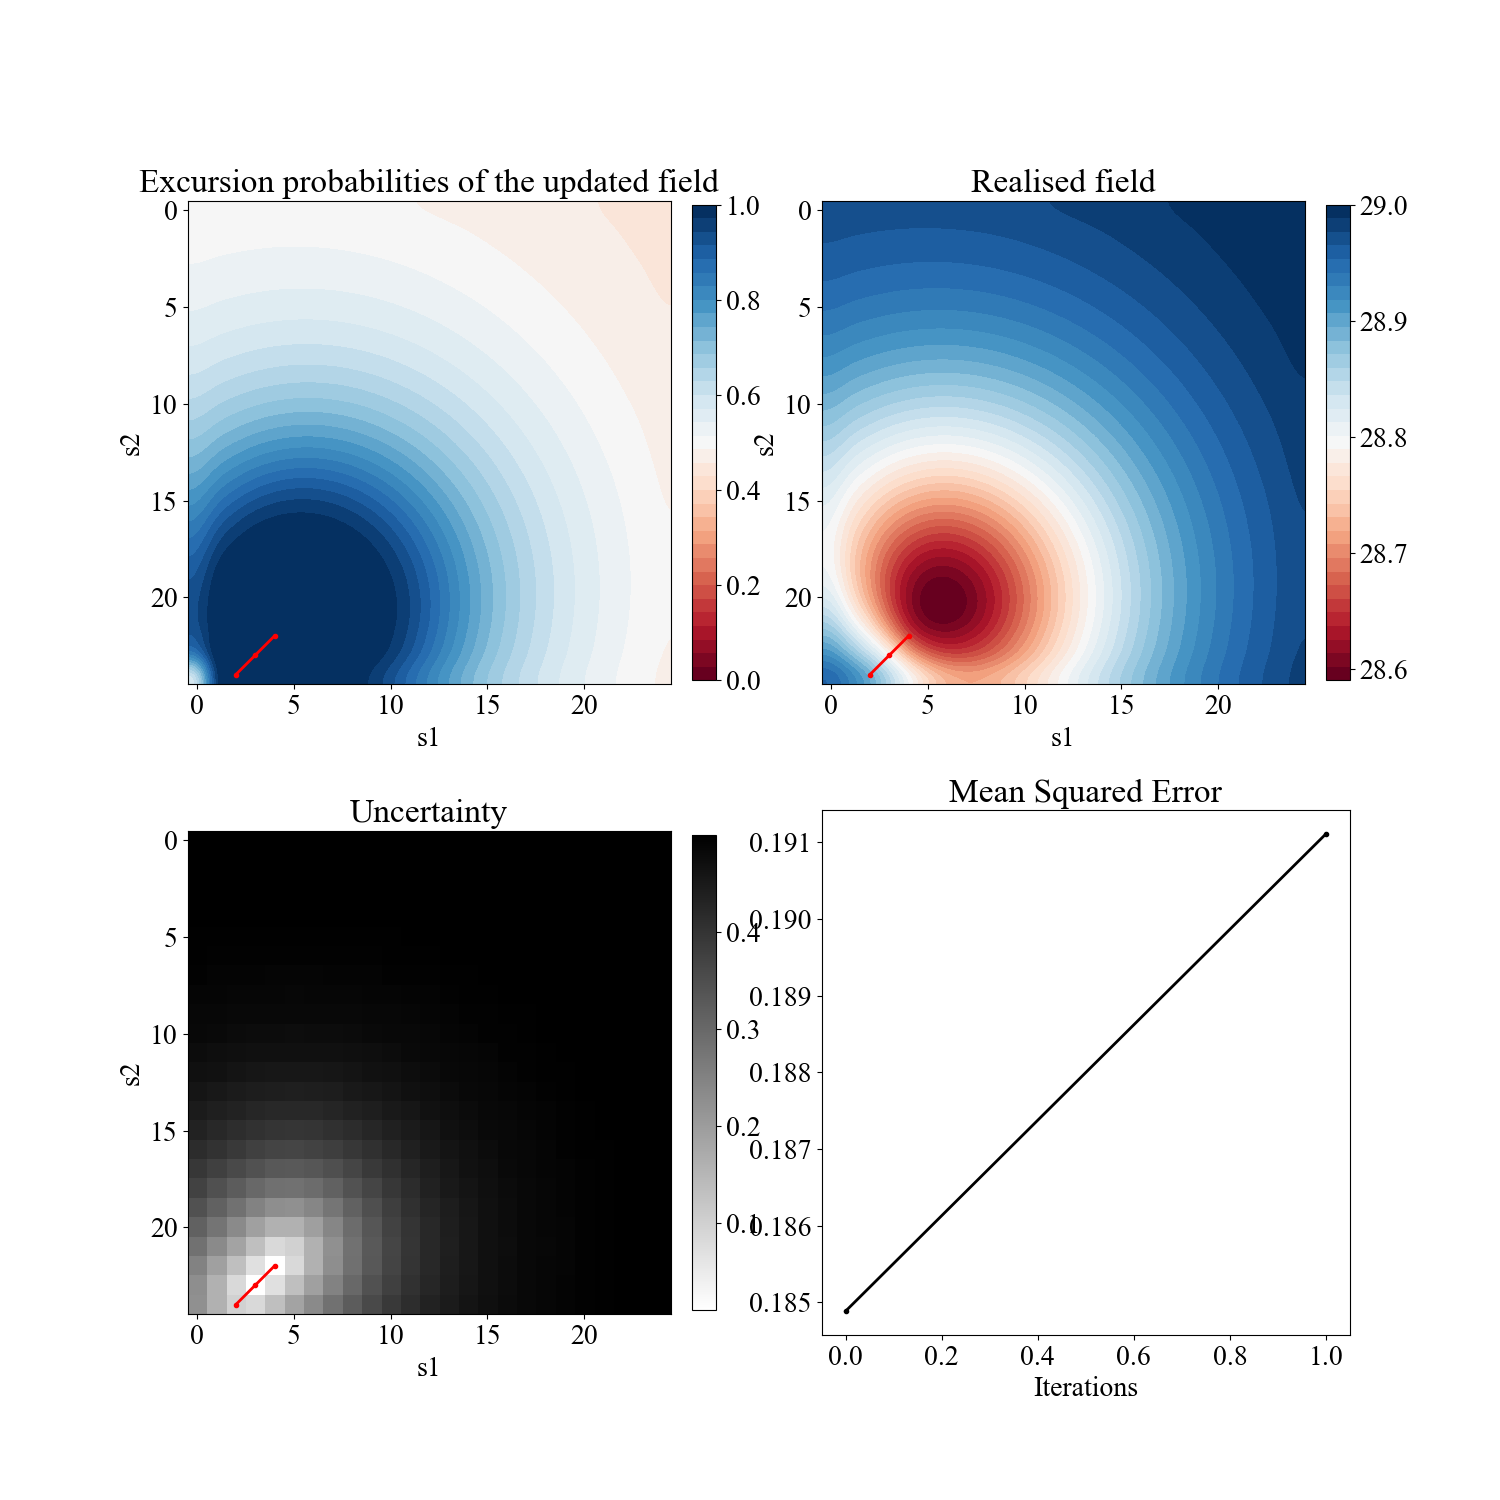 Excursion probabilities of the updated field
0
5
10
15
20
s2
0 5 10 15 20
s1
1.0
0.8
0.6
0.4
0.2
0.0
Realised field
0
5
10
15
20
s2
0 5 10 15 20
s1
29.0
28.9
28.8
28.7
28.6
Uncertainty
0
5
10
15
20
s2
0 5 10 15 20
s1
0.4
0.3
0.2
0.1
Mean Squared Error
0.191
0.190
0.189
0.188
0.187
0.186
0.185
0.0 0.2 0.4 0.6 0.8 1.0
Iterations